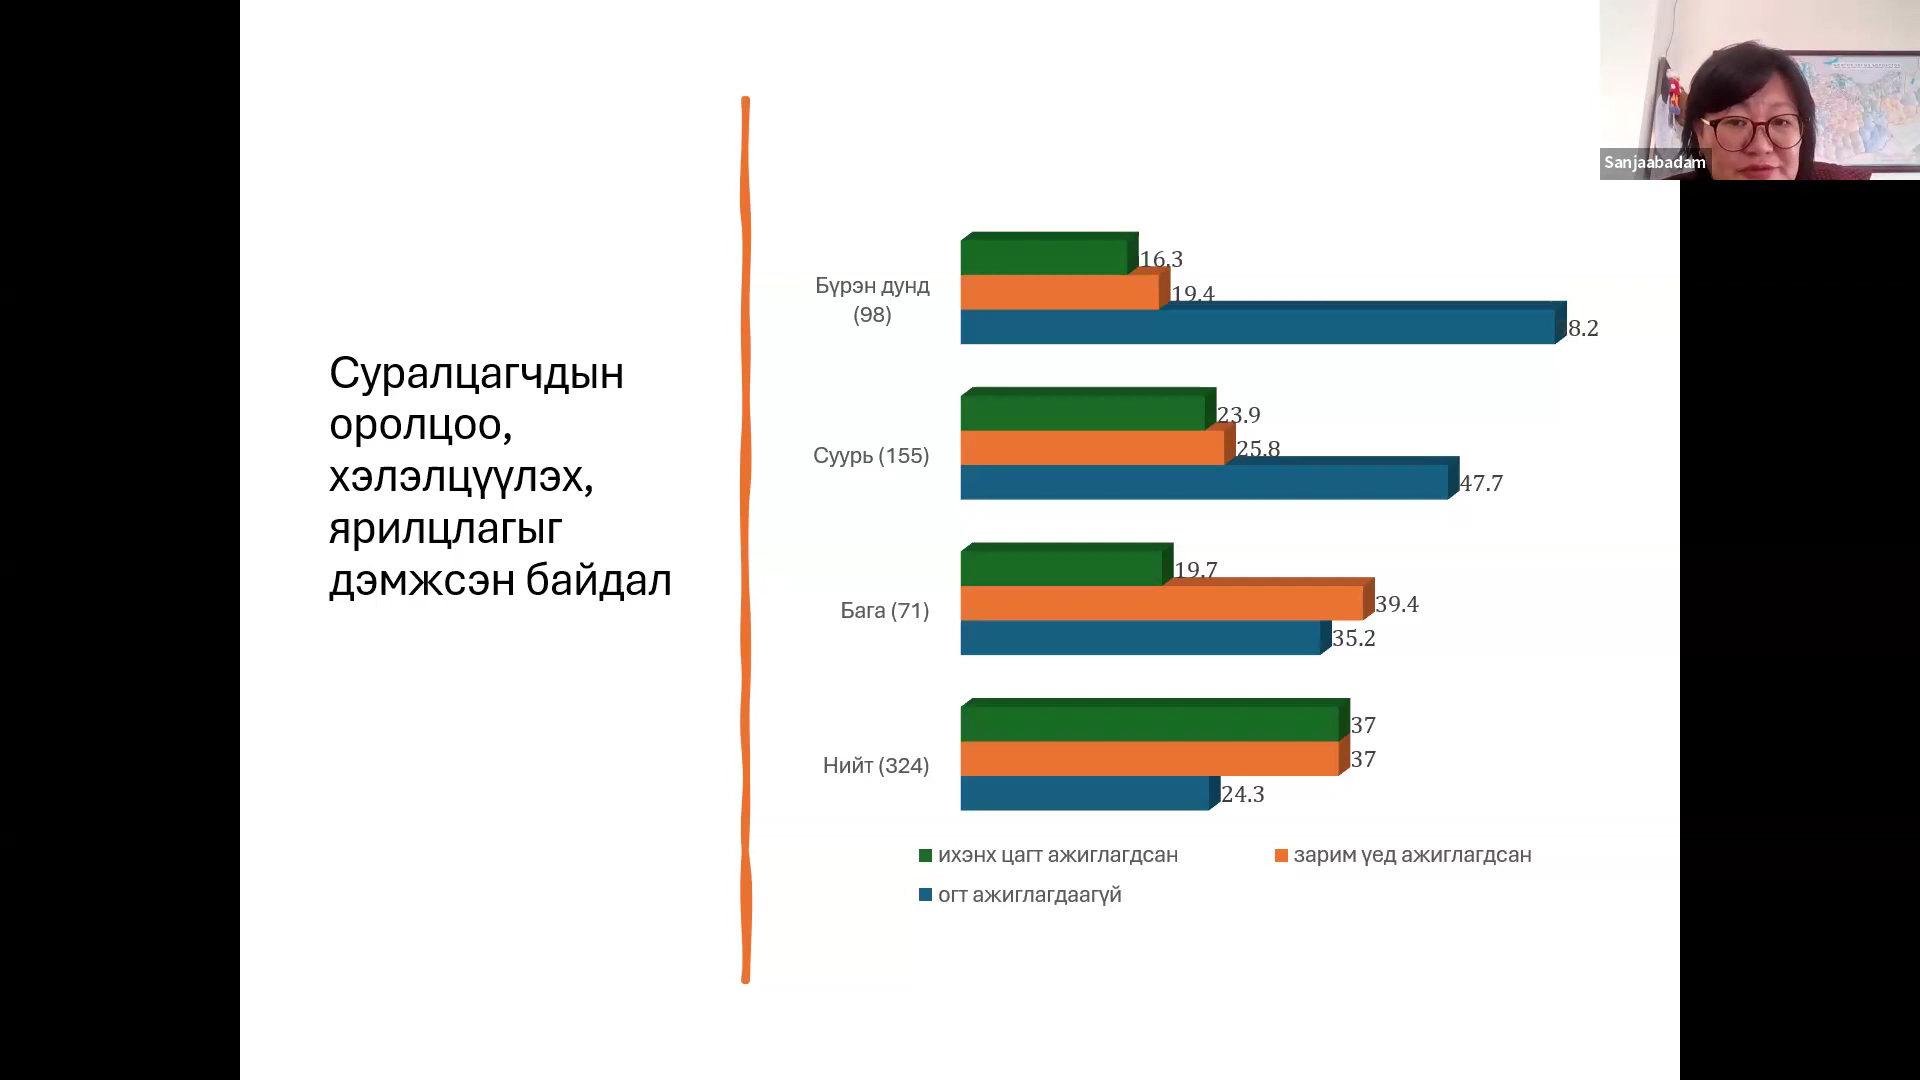 Sanjaabadam
Суралцагчдын
оролцоо,
хэлэлцүүлэх,
ярилцлагыг
дэмжсэн байдал
Бүрэн дунд
(98)
16.3
19.4
8.2
Суурь (155)
23.9
25.8
47.7
Бага (71)
19.7
39.4
35.2
Нийт (324)
37
37
24.3
ихэнх цагт ажиглагдсан
зарим үед ажиглагдсан
огт ажиглагдаагүй